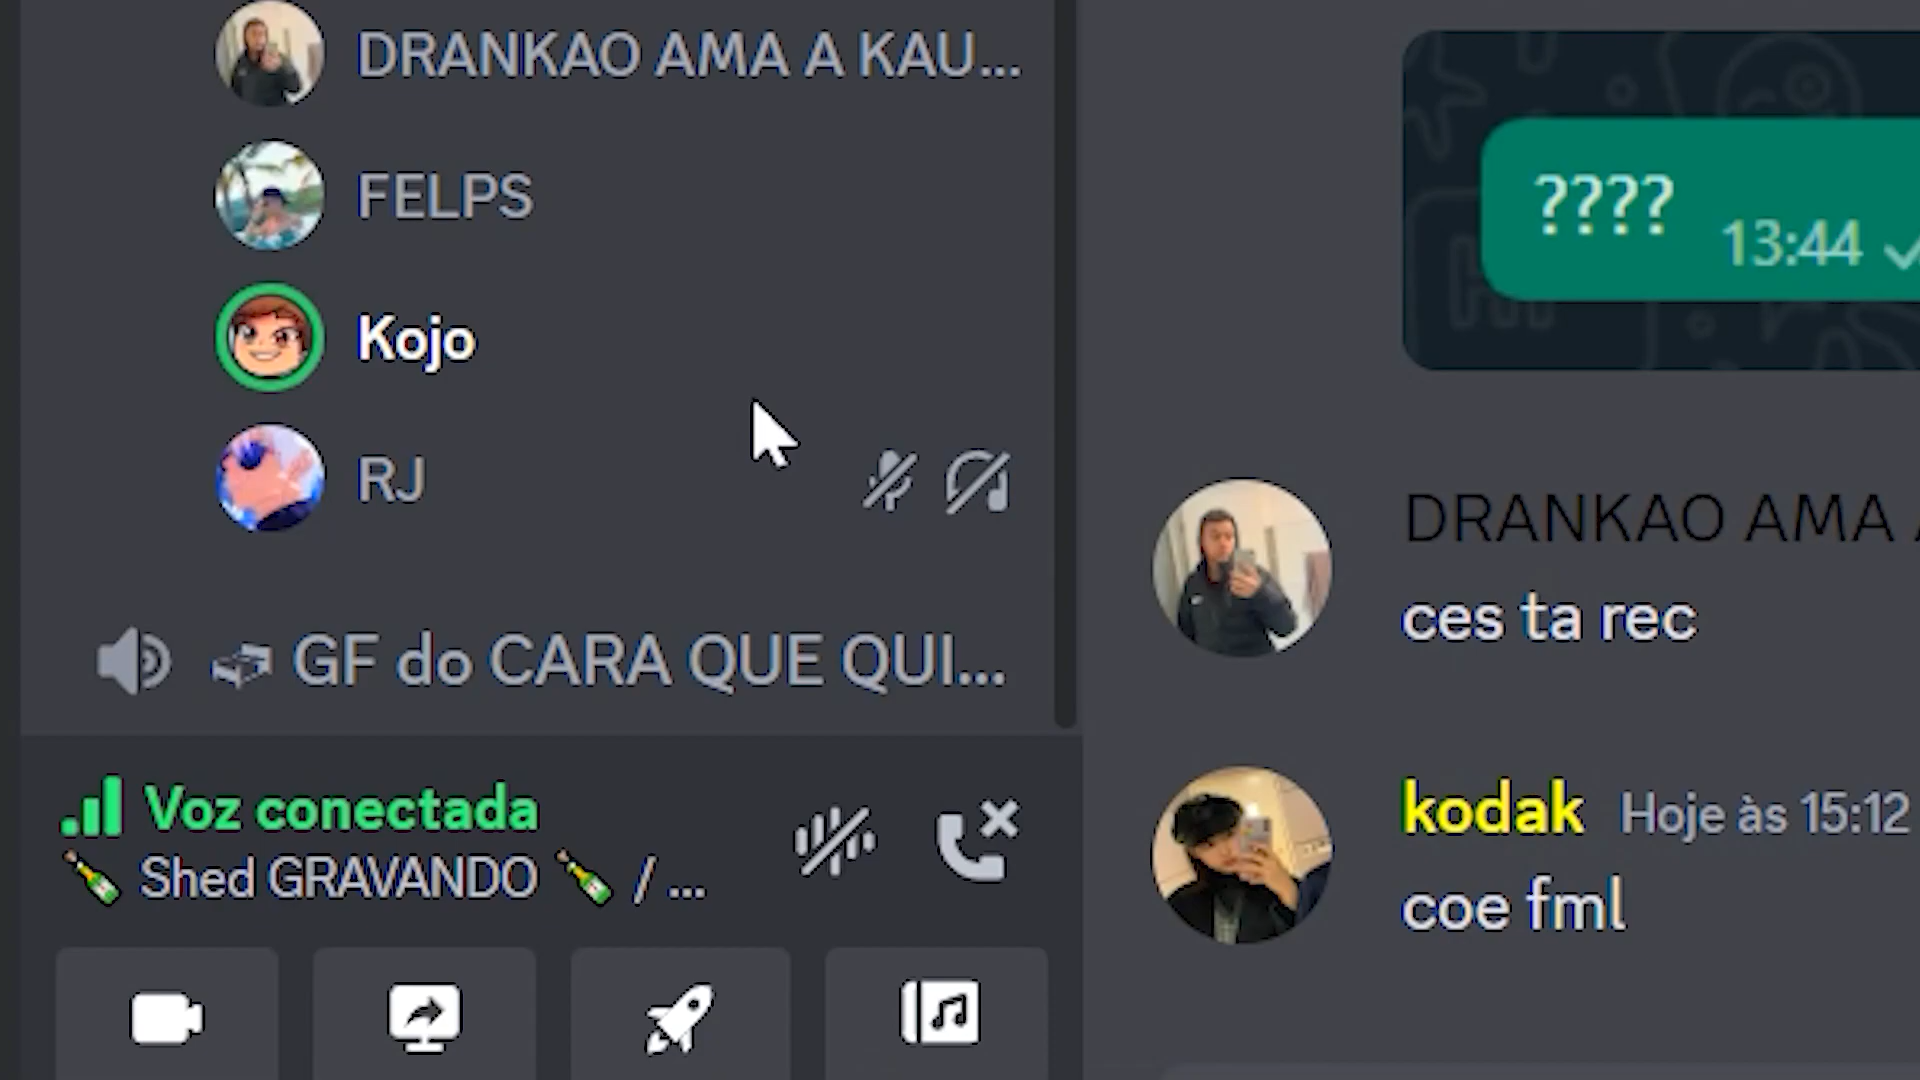 DRANKAO AMA A KAU...
FELPS
Kojo
RJ
GF do CARA QUE QUI...
Voz conectada
Shed GRAVANDO / ...
????
13:44
DRANKAO AMA
ces ta rec
kodak Hoje às 15:12
coe fml